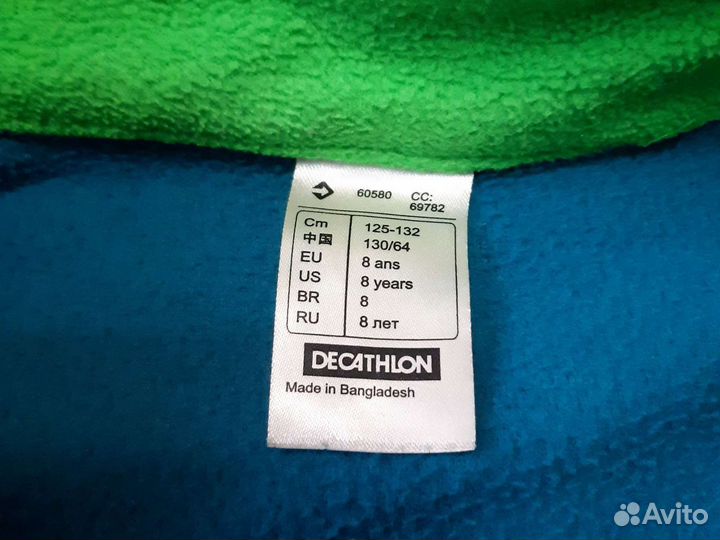 60580 CC: 69782
Cm 125-132
中国 130/64
EU 8 ans
US 8 years
BR 8
RU 8 лет
DECATHLON
Made in Bangladesh
Avito